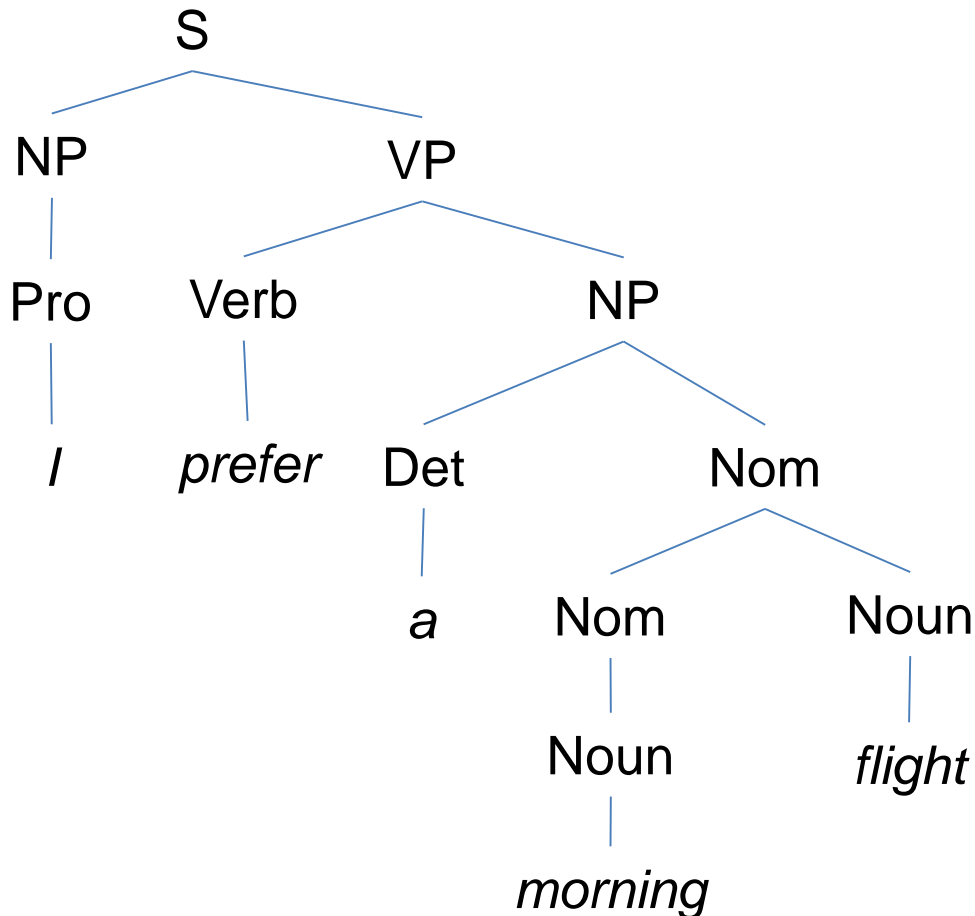 S
NP VP
Pro Verb NP
I prefer Det Nom
a Nom Noun
Noun flight
morning